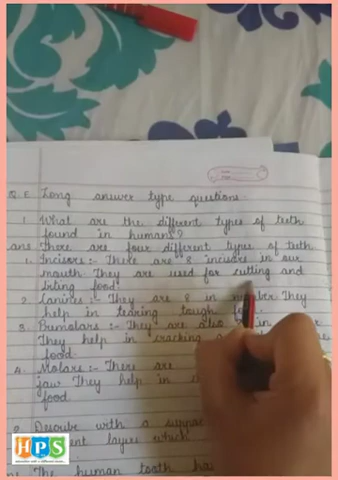 Q.E Long answer type questions
1. What are the different types of teeth
found in humans?
ans There are four different types of teeth
1. Incisors :- There are 8 incisors in our
mouth They are used for cutting and
biting food
2. Canines :- They are 8 in They
help in tearing tough
3. Premolars :- They are also in
They help in cracking
food
4. Molars :- There are
jaw They help in
food
2 Describe with a
layers which
The human tooth
HPS